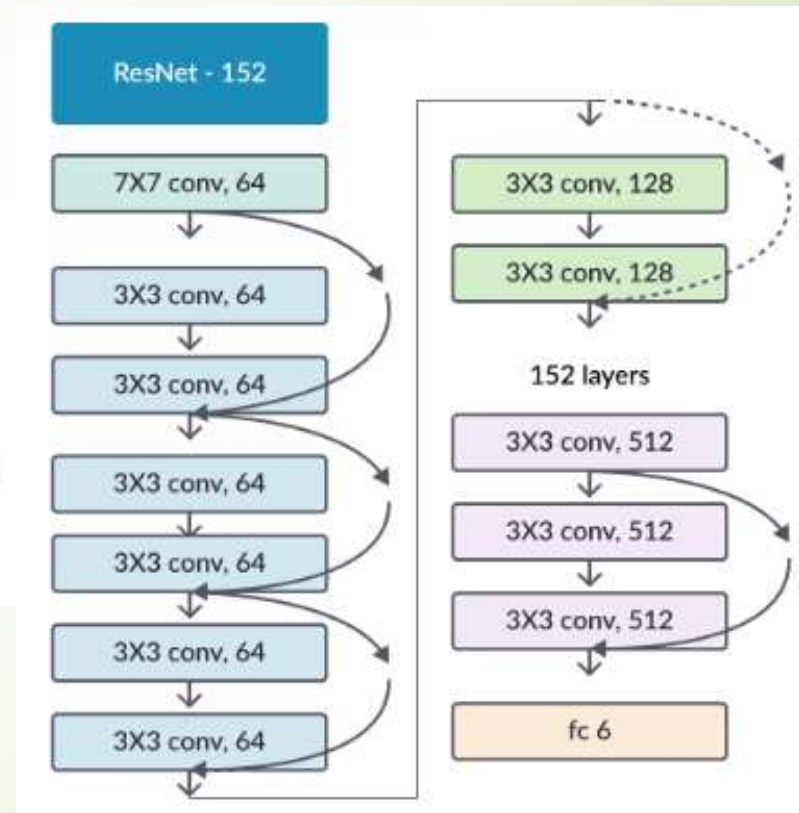 ResNet - 152
7X7 conv, 64
3X3 conv, 64
3X3 conv, 64
3X3 conv, 64
3X3 conv, 64
3X3 conv, 64
3X3 conv, 64
3X3 conv, 128
3X3 conv, 128
152 layers
3X3 conv, 512
3X3 conv, 512
3X3 conv, 512
fc 6